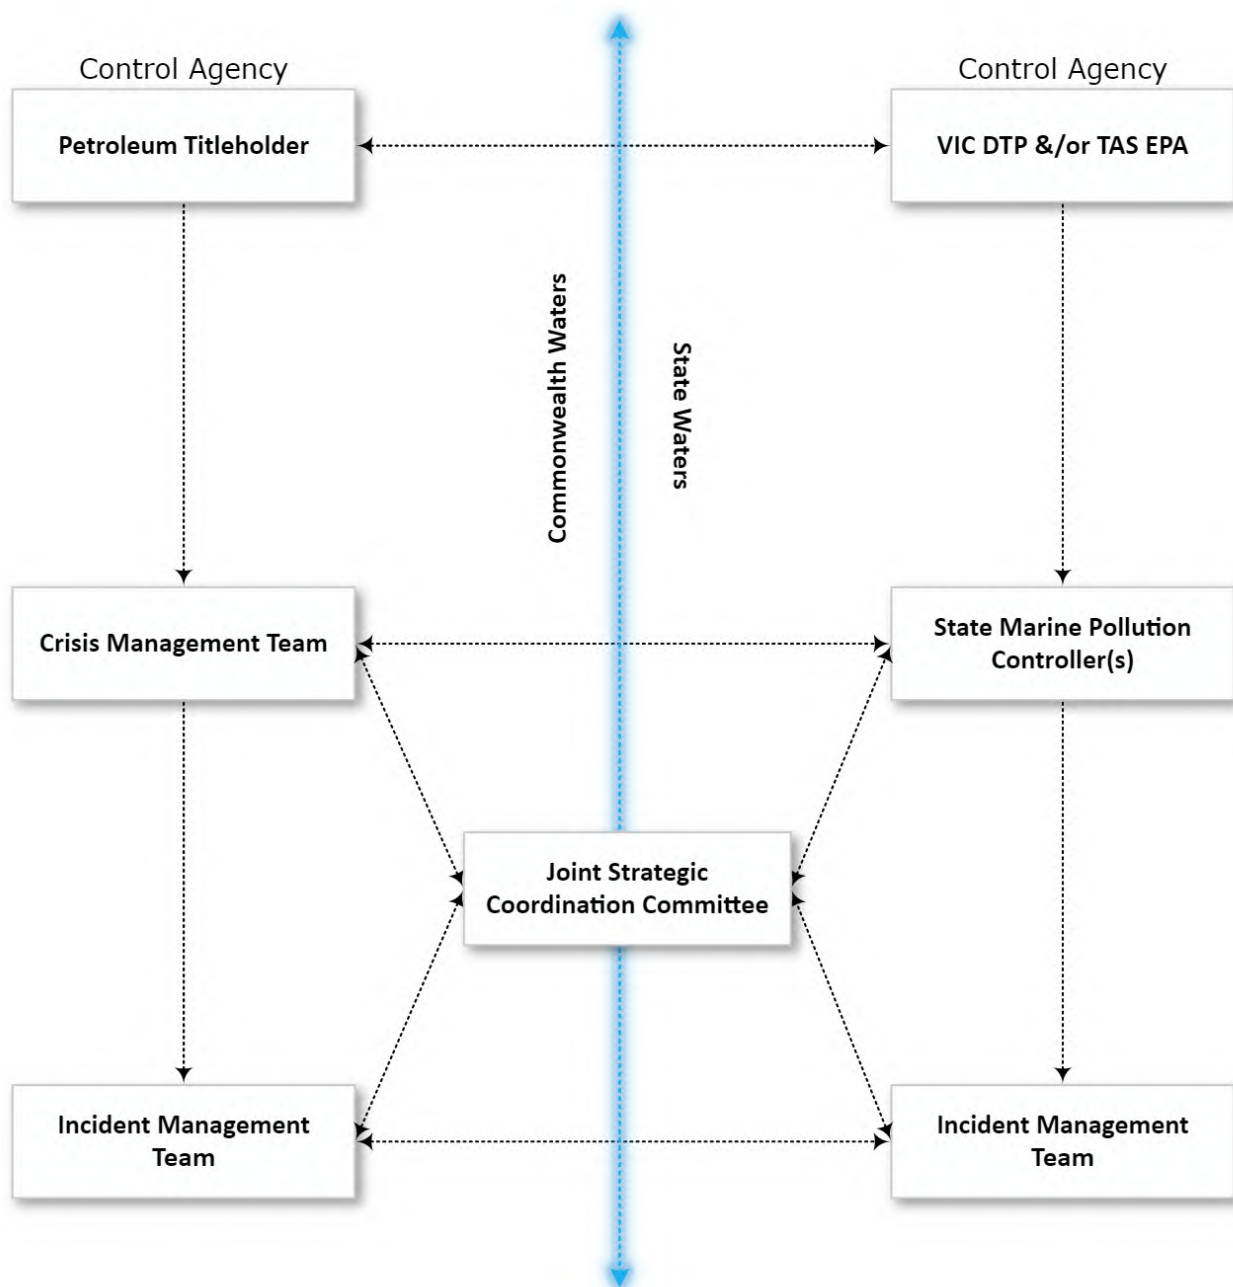 Control Agency
Control Agency
Petroleum Titleholder
VIC DTP &/or TAS EPA
Commonwealth Waters
State Waters
Crisis Management Team
State Marine Pollution
Controller(s)
Joint Strategic
Coordination Committee
Incident Management
Team
Incident Management
Team